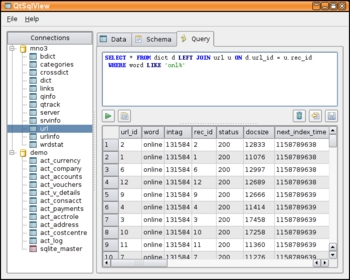 QtSqlView
File Help
Connections
mno3
bdict
categories
crossdict
dict
links
qinfo
qtrack
server
srvinfo
url
urlinfo
wrdstat
demo
act_currency
act_company
act_accounts
act_vouchers
act_v_details
act_consacct
act_payments
act_acctrole
act_address
act_costcentre
act_log
sqlite_master
Data Schema Query
SELECT * FROM dict d LEFT JOIN url u ON d.url_id = u.rec_id
WHERE word LIKE 'onl%'
url_id word intag rec_id status docsize next_index_time
1 2 online 131584 2 200 12833 1158789638
2 1 online 131584 1 200 11076 1158789638
3 6 online 131584 6 200 12997 1158789638
4 12 online 131584 12 200 12689 1158789639
5 9 online 131584 9 200 12666 1158789639
6 4 online 131584 4 200 11414 1158789638
7 3 online 131584 3 200 17458 1158789638
8 10 online 131584 10 200 17258 1158789639
9 11 online 131584 11 200 11360 1158789639
10 7 online 131584 7 200 11276 1158789639